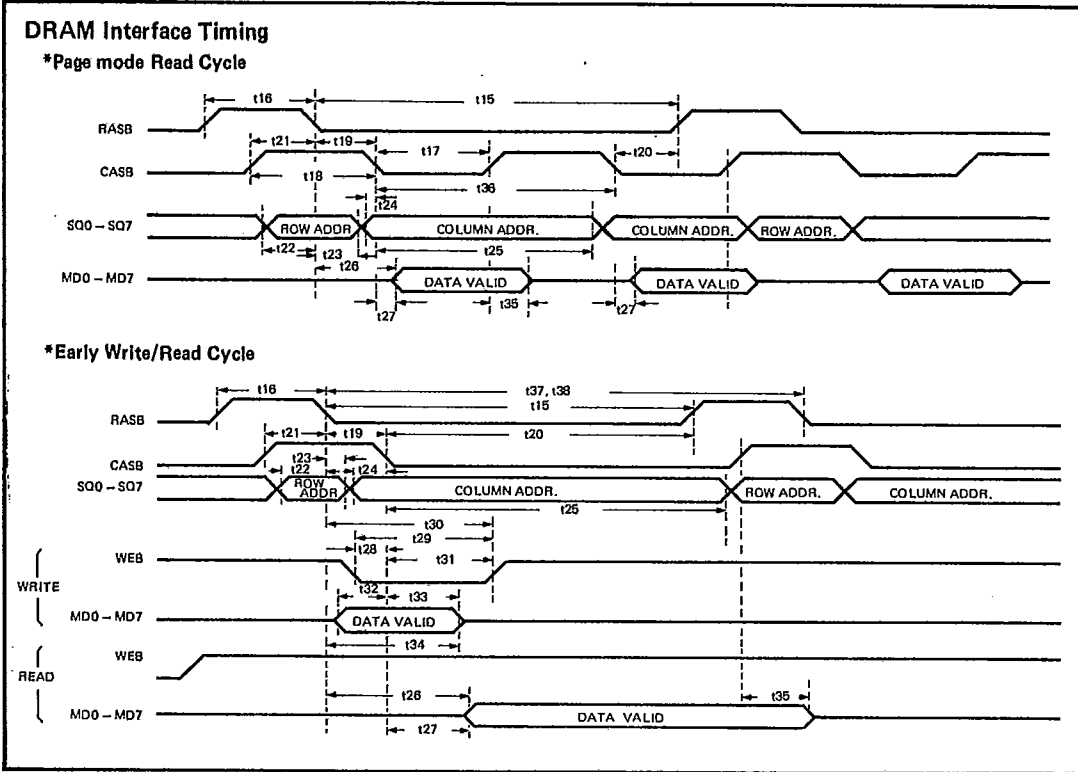 DRAM Interface Timing
*Page mode Read Cycle
t16 t15
RASB
t21 t19 t17 t20
CASB
t18 t36
t24
SQ0 – SQ7 ROW ADDR COLUMN ADDR. COLUMN ADDR. ROW ADDR.
t22 t23 t25
t26
MD0 – MD7 DATA VALID DATA VALID DATA VALID
t27 t35 t27
*Early Write/Read Cycle
t16 t37, t38
t15
RASB
t21 t19 t20
t23
CASB t22 t24
SQ0 – SQ7 ROW ADDR COLUMN ADDR. ROW ADDR. COLUMN ADDR.
t25
t30
t29
WEB t28 t31
WRITE
t32 t33
MD0 – MD7 DATA VALID
t34
WEB
READ
t26 t35
MD0 – MD7 DATA VALID
t27